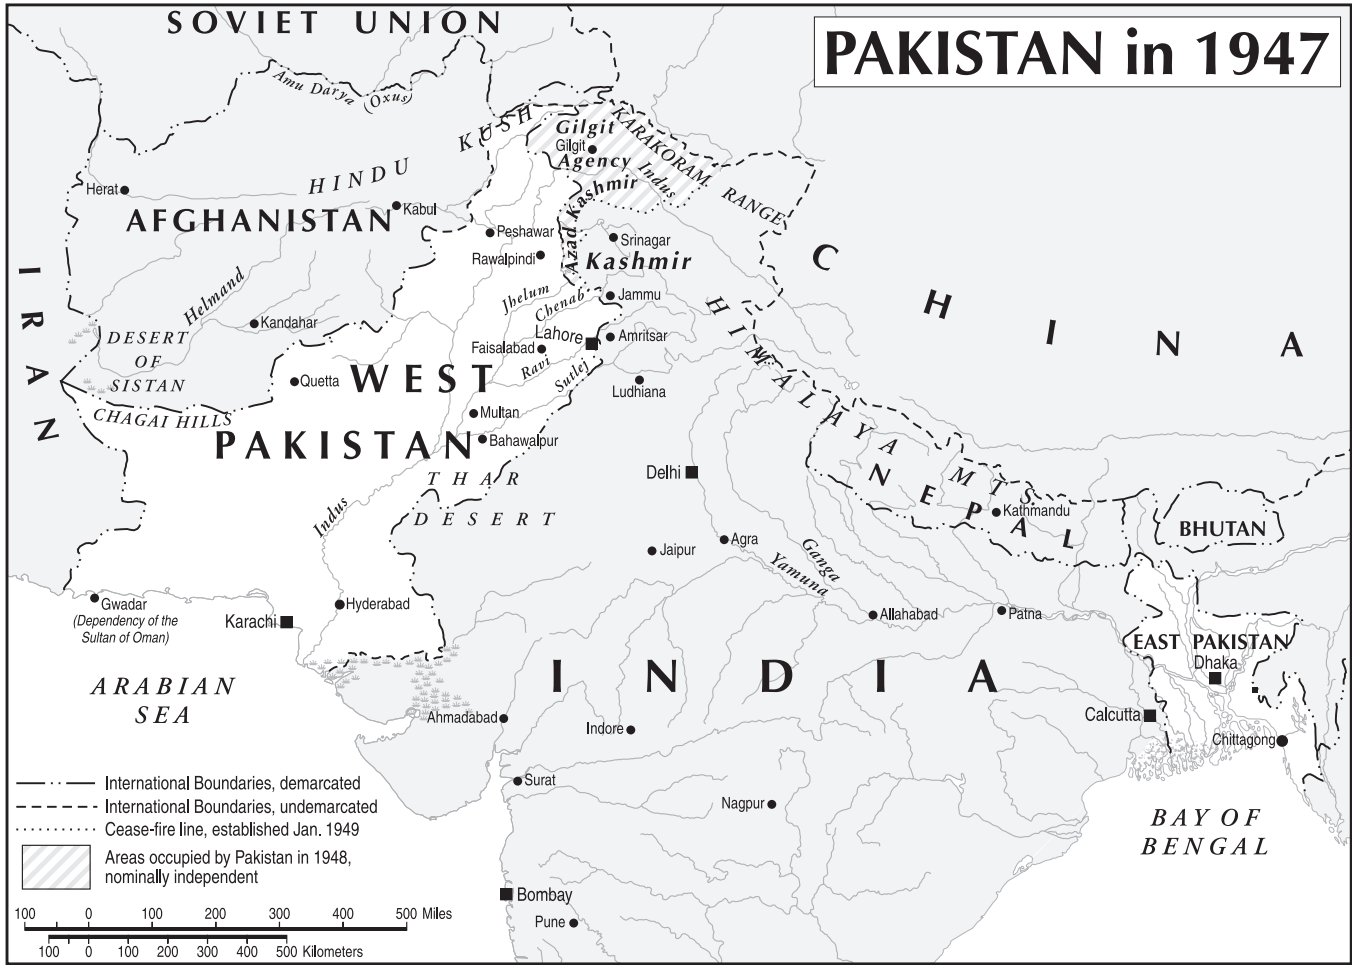 SOVIET UNION
PAKISTAN in 1947
Amu Darya (Oxus)
HINDU KUSH
Gilgit
Gilgit
Agency
KARAKORAM RANGE
Indus
Azad Kashmir
Herat
AFGHANISTAN
Kabul
Peshawar
Rawalpindi
Srinagar
Kashmir
CHINA
IRAN
Helmand
Kandahar
DESERT
OF
SISTAN
CHAGAI HILLS
Jhelum
Chenab
Jammu
Lahore
Amritsar
Faisalabad
Ravi
Sutlej
Ludhiana
Quetta
WEST
PAKISTAN
Multan
Bahawalpur
HIMALAYA MTS
THAR
DESERT
Delhi
NEPAL
Kathmandu
BHUTAN
Indus
Jaipur
Agra
Ganga
Yamuna
Gwadar
(Dependency of the
Sultan of Oman)
Karachi
Hyderabad
Allahabad
Patna
EAST PAKISTAN
Dhaka
INDIA
ARABIAN
SEA
Ahmadabad
Indore
Calcutta
Chittagong
Surat
Nagpur
BAY OF
BENGAL
Bombay
Pune
International Boundaries, demarcated
International Boundaries, undemarcated
Cease-fire line, established Jan. 1949
Areas occupied by Pakistan in 1948,
nominally independent
100 0 100 200 300 400 500 Miles
100 0 100 200 300 400 500 Kilometers